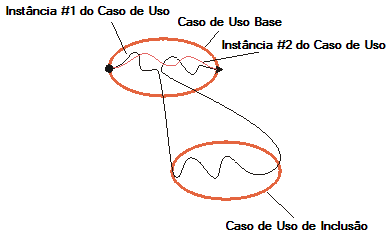 Instância #1 do Caso de Uso
Caso de Uso Base
Instância #2 do Caso de Uso
Caso de Uso de Inclusão